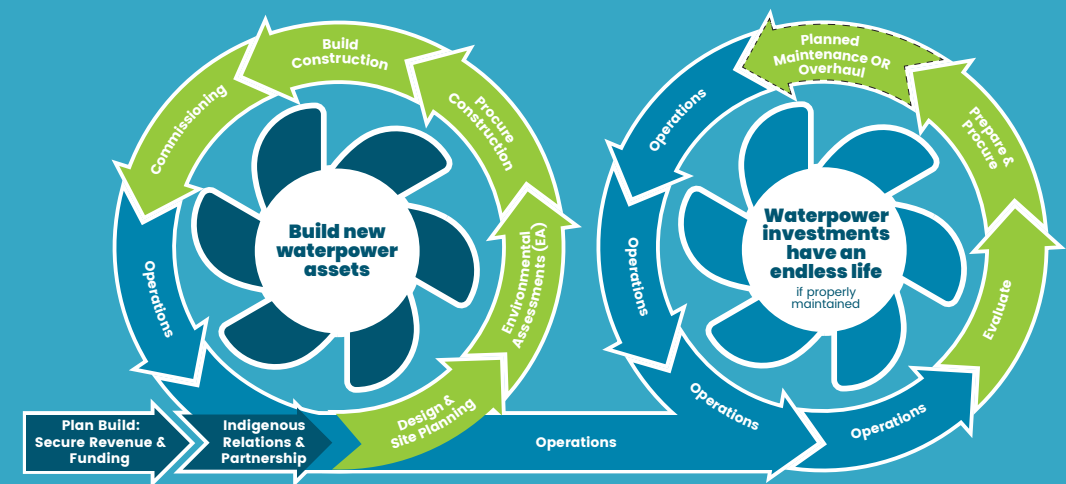 Plan Build:
Secure Revenue &
Funding
Indigenous
Relations &
Partnership
Design &
Site Planning
Environmental
Assessments (EA)
Procure
Construction
Build
Construction
Commissioning
Operations
Build new
waterpower
assets
Operations
Operations
Operations
Evaluate
Prepare &
Procure
Planned
Maintenance OR
Overhaul
Operations
Operations
Waterpower
investments
have an
endless life
if properly
maintained